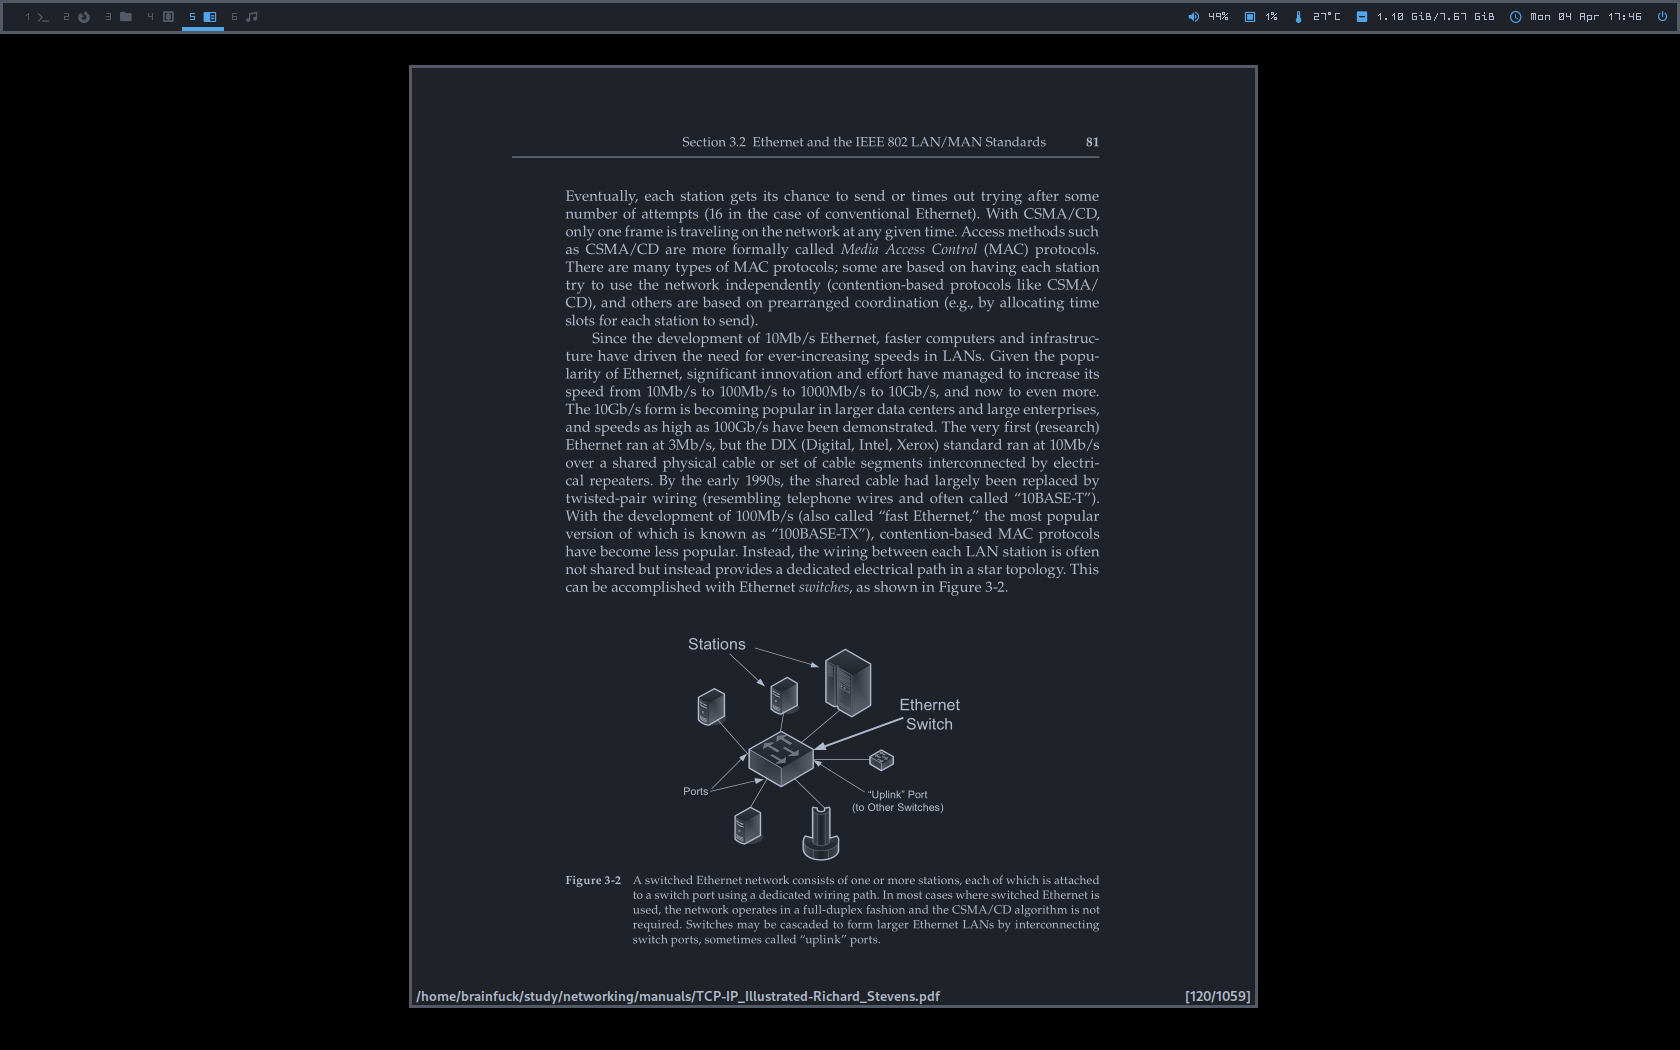 1 2 3 4 5 6 49% 1% 27°C 1.10 GiB/7.67 GiB Mon 04 Apr 17:46
Section 3.2 Ethernet and the IEEE 802 LAN/MAN Standards 81
Eventually, each station gets its chance to send or times out trying after some
number of attempts (16 in the case of conventional Ethernet). With CSMA/CD,
only one frame is traveling on the network at any given time. Access methods such
as CSMA/CD are more formally called Media Access Control (MAC) protocols.
There are many types of MAC protocols; some are based on having each station
try to use the network independently (contention-based protocols like CSMA/
CD), and others are based on prearranged coordination (e.g., by allocating time
slots for each station to send).
Since the development of 10Mb/s Ethernet, faster computers and infrastruc-
ture have driven the need for ever-increasing speeds in LANs. Given the popu-
larity of Ethernet, significant innovation and effort have managed to increase its
speed from 10Mb/s to 100Mb/s to 1000Mb/s to 10Gb/s, and now to even more.
The 10Gb/s form is becoming popular in larger data centers and large enterprises,
and speeds as high as 100Gb/s have been demonstrated. The very first (research)
Ethernet ran at 3Mb/s, but the DIX (Digital, Intel, Xerox) standard ran at 10Mb/s
over a shared physical cable or set of cable segments interconnected by electri-
cal repeaters. By the early 1990s, the shared cable had largely been replaced by
twisted-pair wiring (resembling telephone wires and often called “10BASE-T”).
With the development of 100Mb/s (also called “fast Ethernet,” the most popular
version of which is known as “100BASE-TX”), contention-based MAC protocols
have become less popular. Instead, the wiring between each LAN station is often
not shared but instead provides a dedicated electrical path in a star topology. This
can be accomplished with Ethernet switches, as shown in Figure 3-2.
Stations
Ethernet
Switch
Ports
“Uplink” Port
(to Other Switches)
Figure 3-2 A switched Ethernet network consists of one or more stations, each of which is attached
to a switch port using a dedicated wiring path. In most cases where switched Ethernet is
used, the network operates in a full-duplex fashion and the CSMA/CD algorithm is not
required. Switches may be cascaded to form larger Ethernet LANs by interconnecting
switch ports, sometimes called “uplink” ports.
/home/brainfuck/study/networking/manuals/TCP-IP_Illustrated-Richard_Stevens.pdf [120/1059]